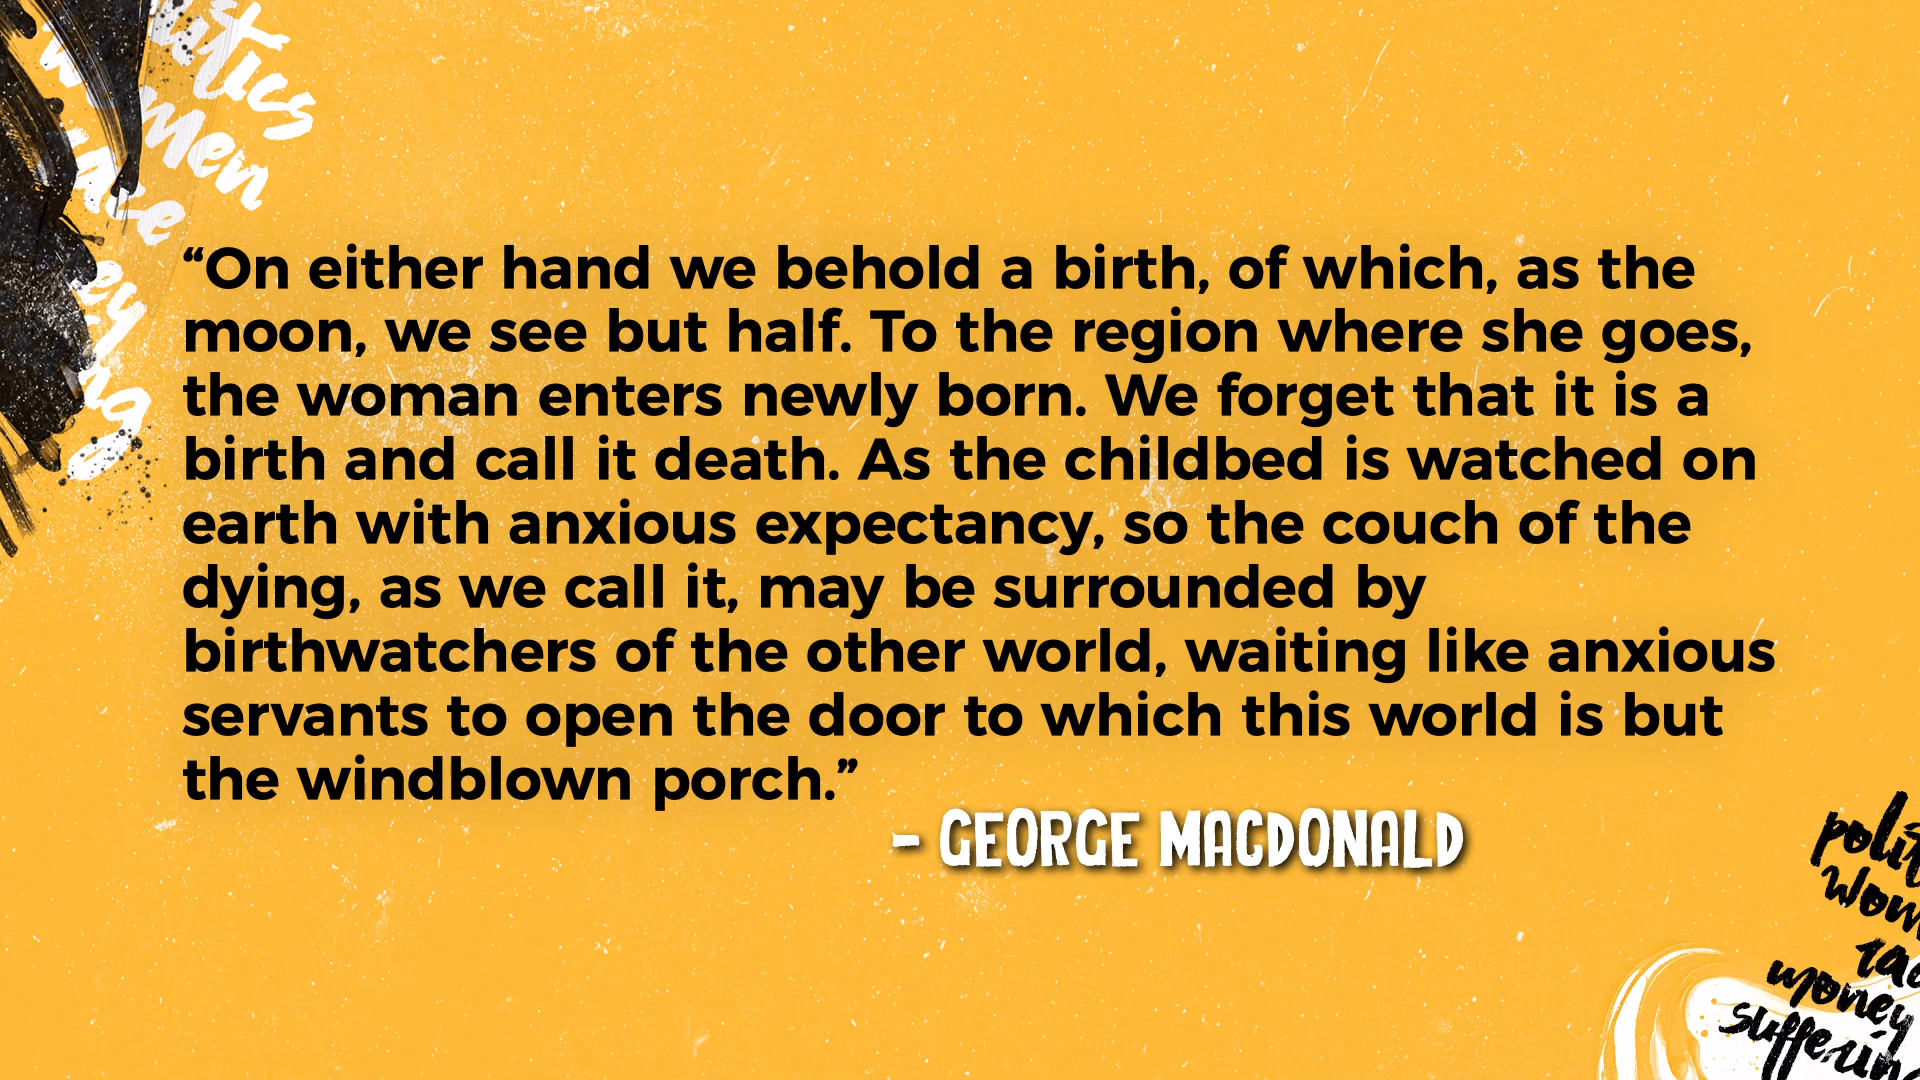 women
“On either hand we behold a birth, of which, as the
moon, we see but half. To the region where she goes,
the woman enters newly born. We forget that it is a
birth and call it death. As the childbed is watched on
earth with anxious expectancy, so the couch of the
dying, as we call it, may be surrounded by
birthwatchers of the other world, waiting like anxious
servants to open the door to which this world is but
the windblown porch.”
- GEORGE MACDONALD
polit
wom
money
suffering